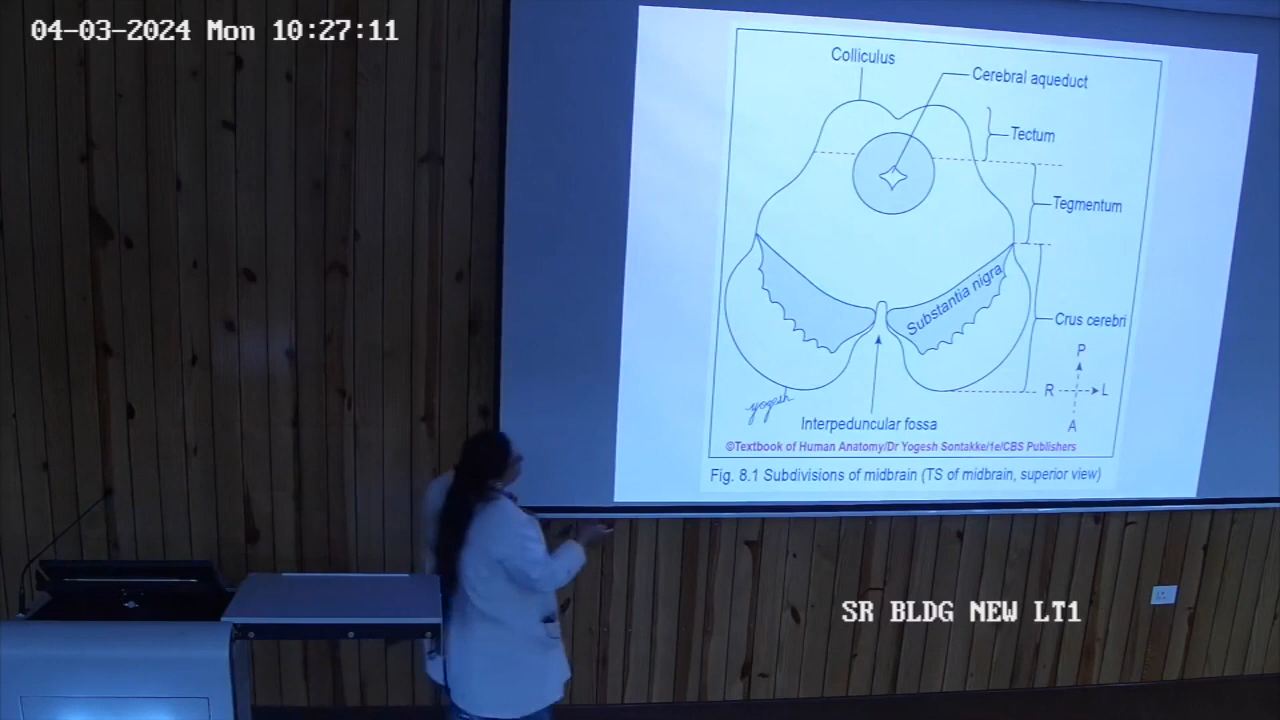 04-03-2024 Mon 10:27:11
Colliculus
Cerebral aqueduct
Tectum
Tegmentum
Substantia nigra
Crus cerebri
P
R L
A
yogesh
Interpeduncular fossa
©Textbook of Human Anatomy/Dr Yogesh Sontakke/1e/CBS Publishers
Fig. 8.1 Subdivisions of midbrain (TS of midbrain, superior view)
SR BLDG NEW LT1